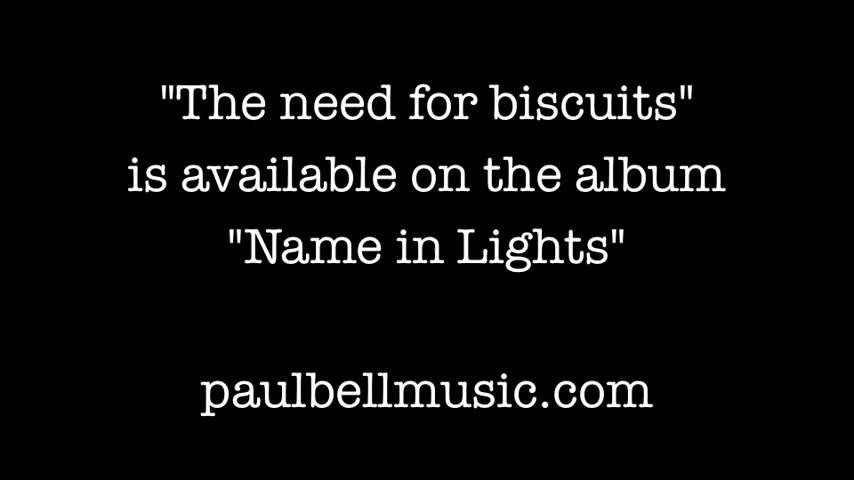 "The need for biscuits"
is available on the album
"Name in Lights"
paulbellmusic.com